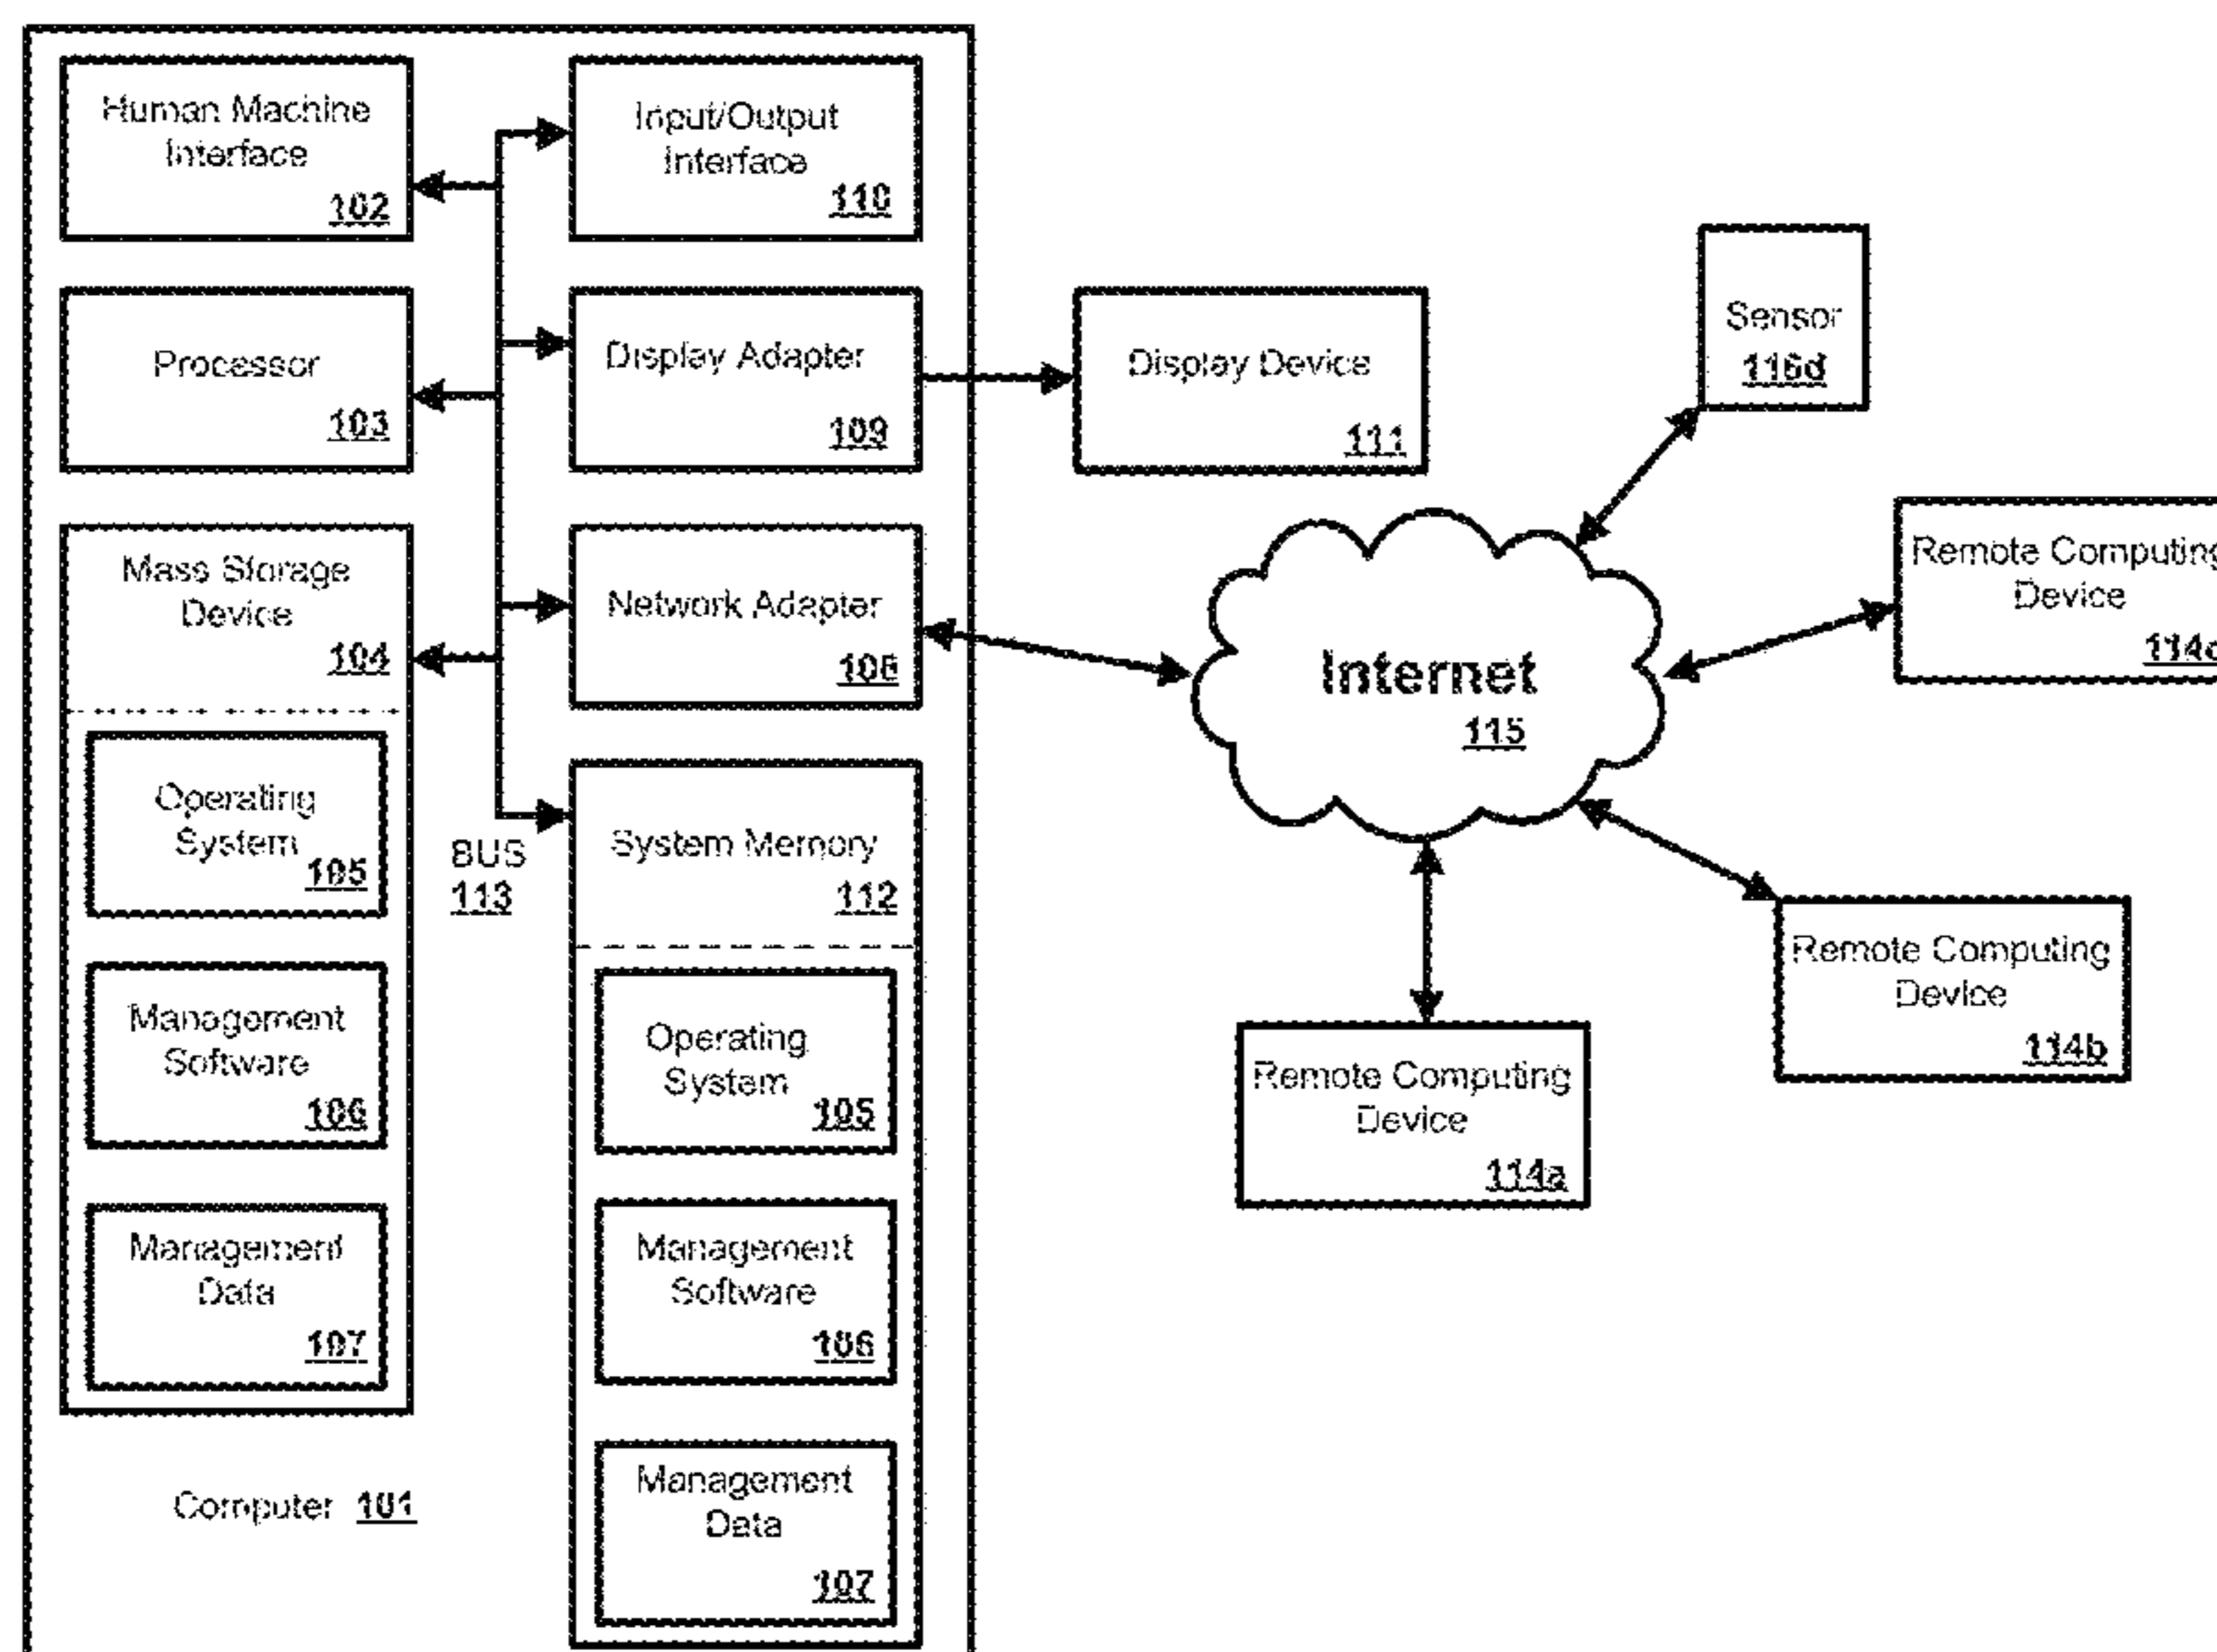 Human Machine
Interface
102
Input/Output
Interface
110
Processor
103
Display Adapter
109
Display Device
111
Sensor
116d
Mass Storage
Device
104
Network Adapter
108
Internet
115
Remote Computing
Device
114c
Operating
System
105
BUS
113
System Memory
112
Remote Computing
Device
114b
Management
Software
106
Operating
System
105
Remote Computing
Device
114a
Management
Data
107
Management
Software
106
Computer 101
Management
Data
107